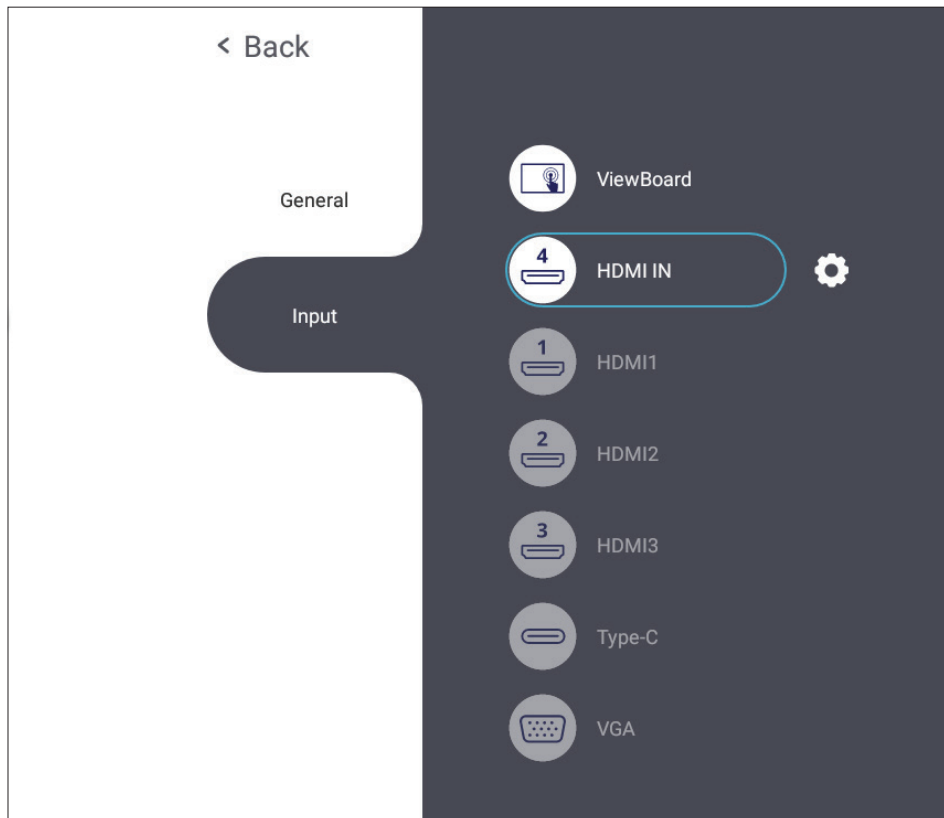 < Back
General
Input
ViewBoard
4
HDMI IN
1
HDMI1
2
HDMI2
3
HDMI3
Type-C
VGA